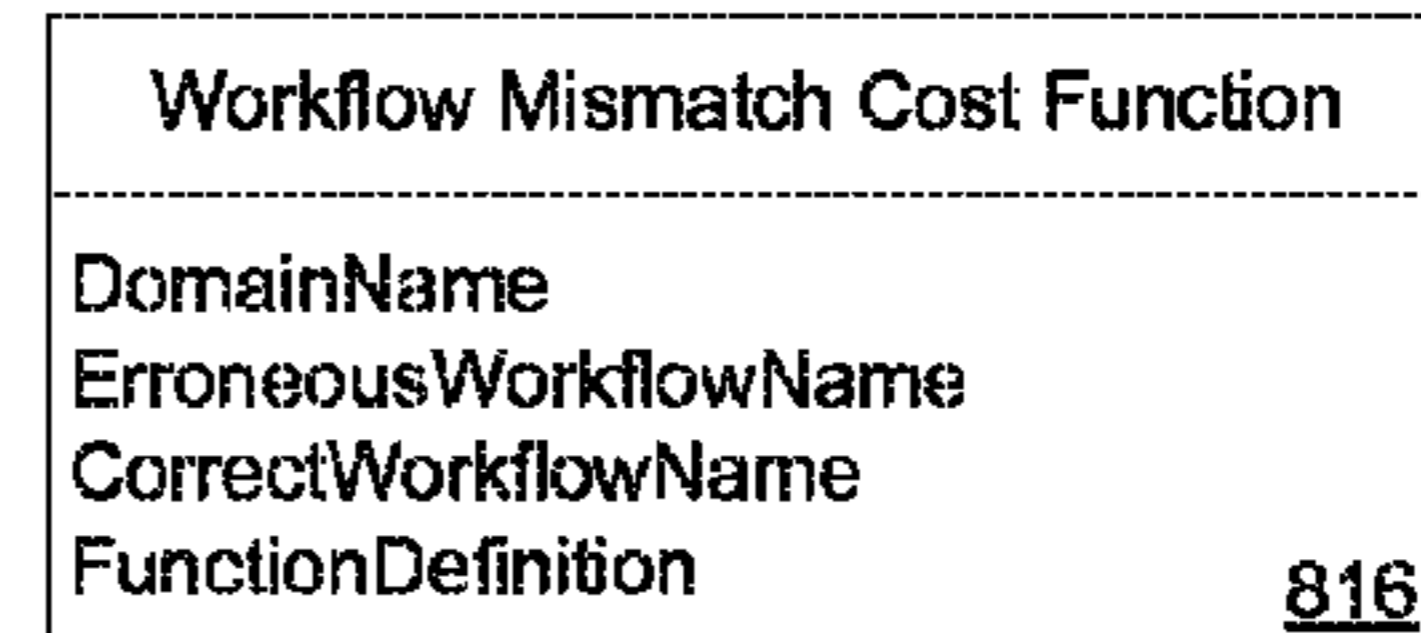 Workflow Mismatch Cost Function
DomainName
ErroneousWorkflowName
CorrectWorkflowName
FunctionDefinition
816